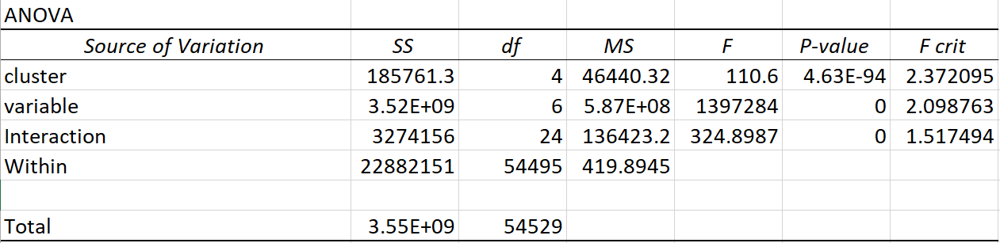 ANOVA
Source of Variation SS df MS F P-value F crit
cluster 185761.3 4 46440.32 110.6 4.63E-94 2.372095
variable 3.52E+09 6 5.87E+08 1397284 0 2.098763
Interaction 3274156 24 136423.2 324.8987 0 1.517494
Within 22882151 54495 419.8945
Total 3.55E+09 54529